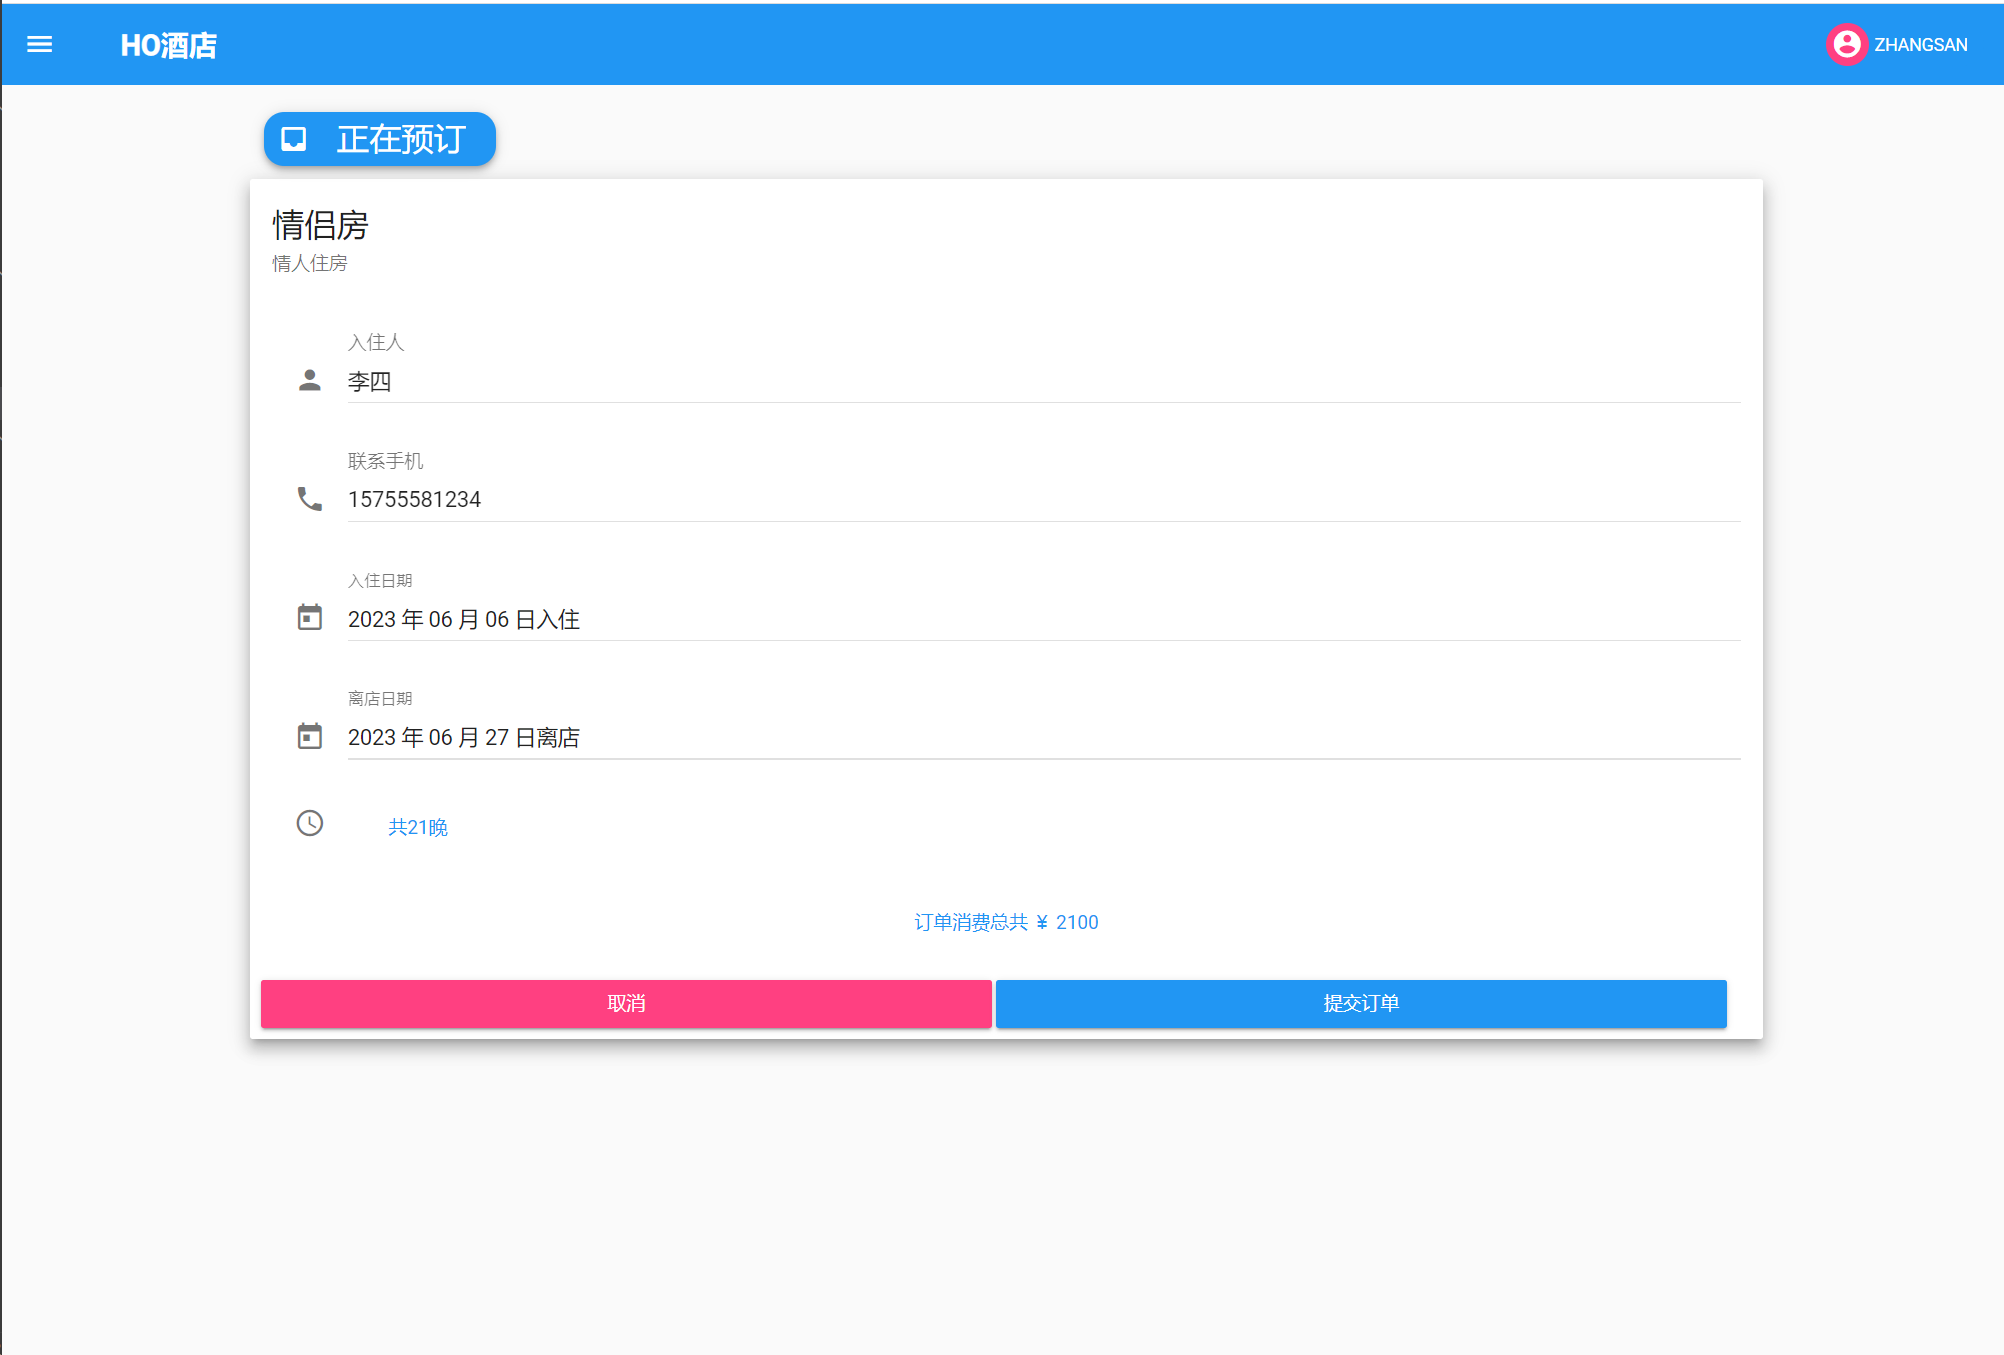 HO酒店
ZHANGSAN
正在预订
情侣房
情人住房
入住人
李四
联系手机
15755581234
入住日期
2023 年 06 月 06 日入住
离店日期
2023 年 06 月 27 日离店
共21晚
订单消费总共 ¥ 2100
取消
提交订单